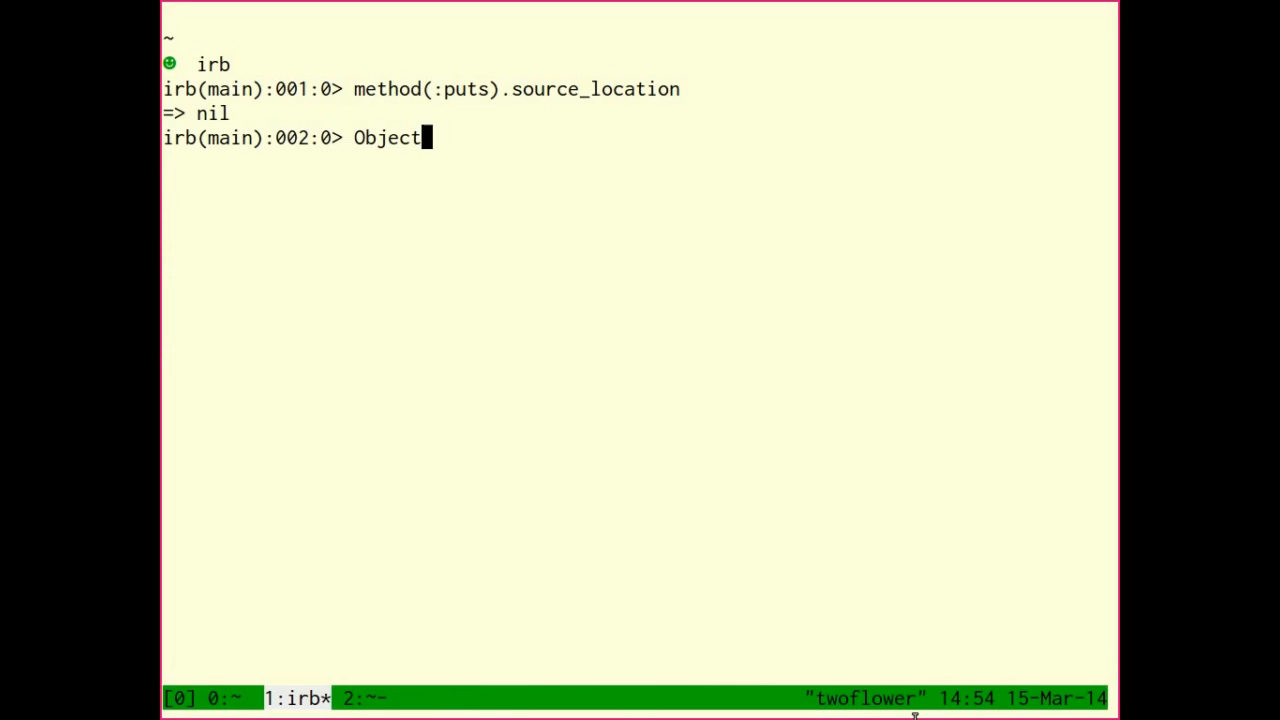 ~
irb
irb(main):001:0> method(:puts).source_location
=> nil
irb(main):002:0> Object
[0] 0:~  1:irb* 2:~- "twoflower" 14:54 15-Mar-14